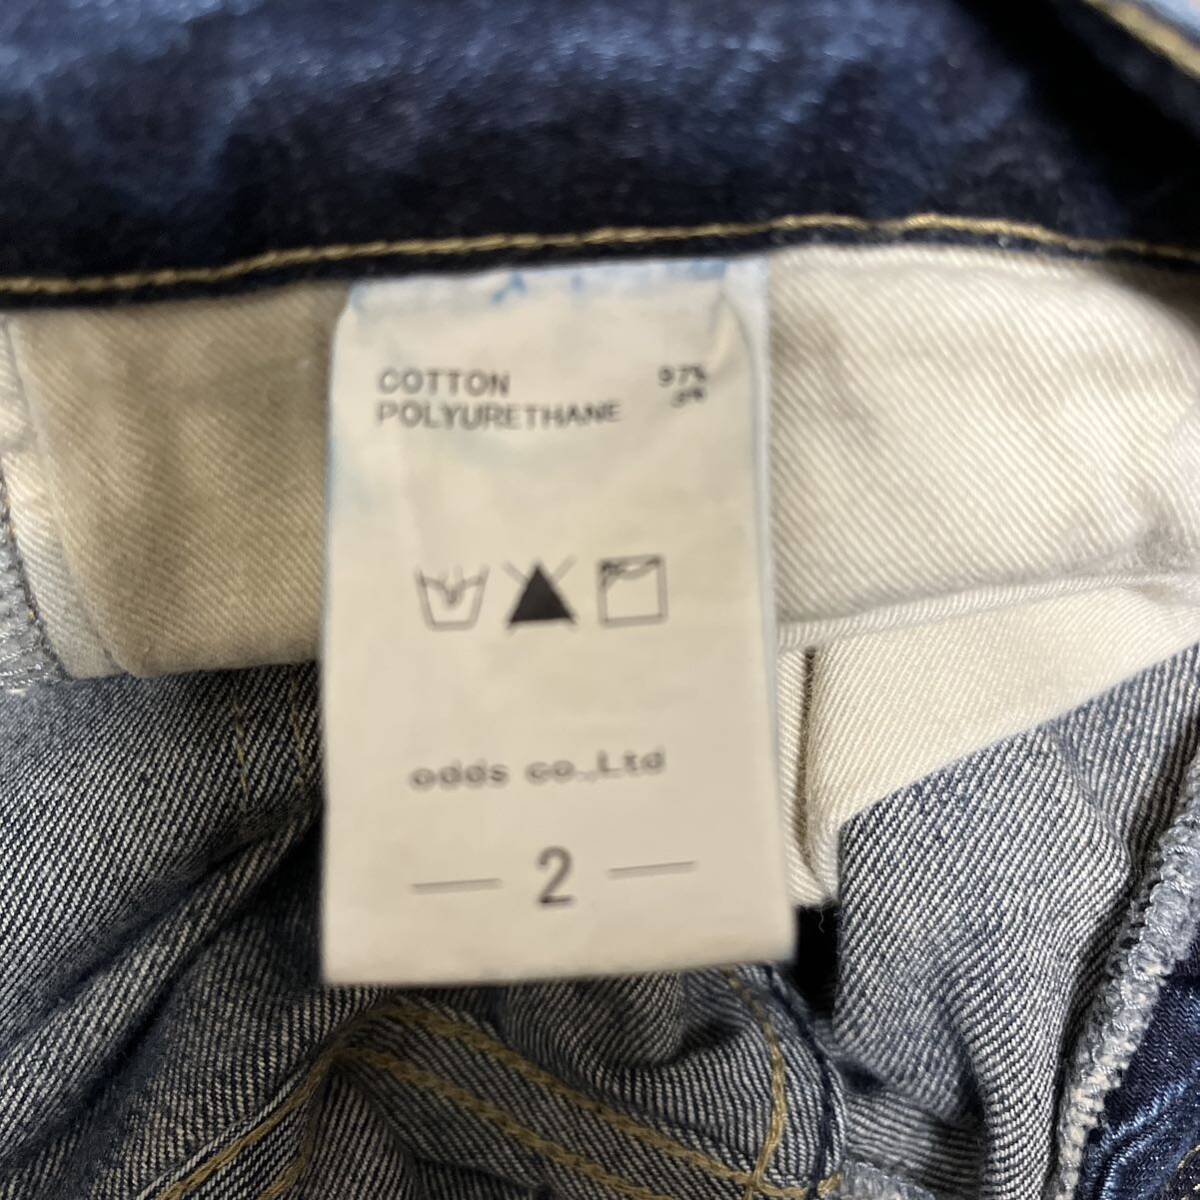 COTTON 97%
POLYURETHANE
odds co.,Ltd
— 2 —